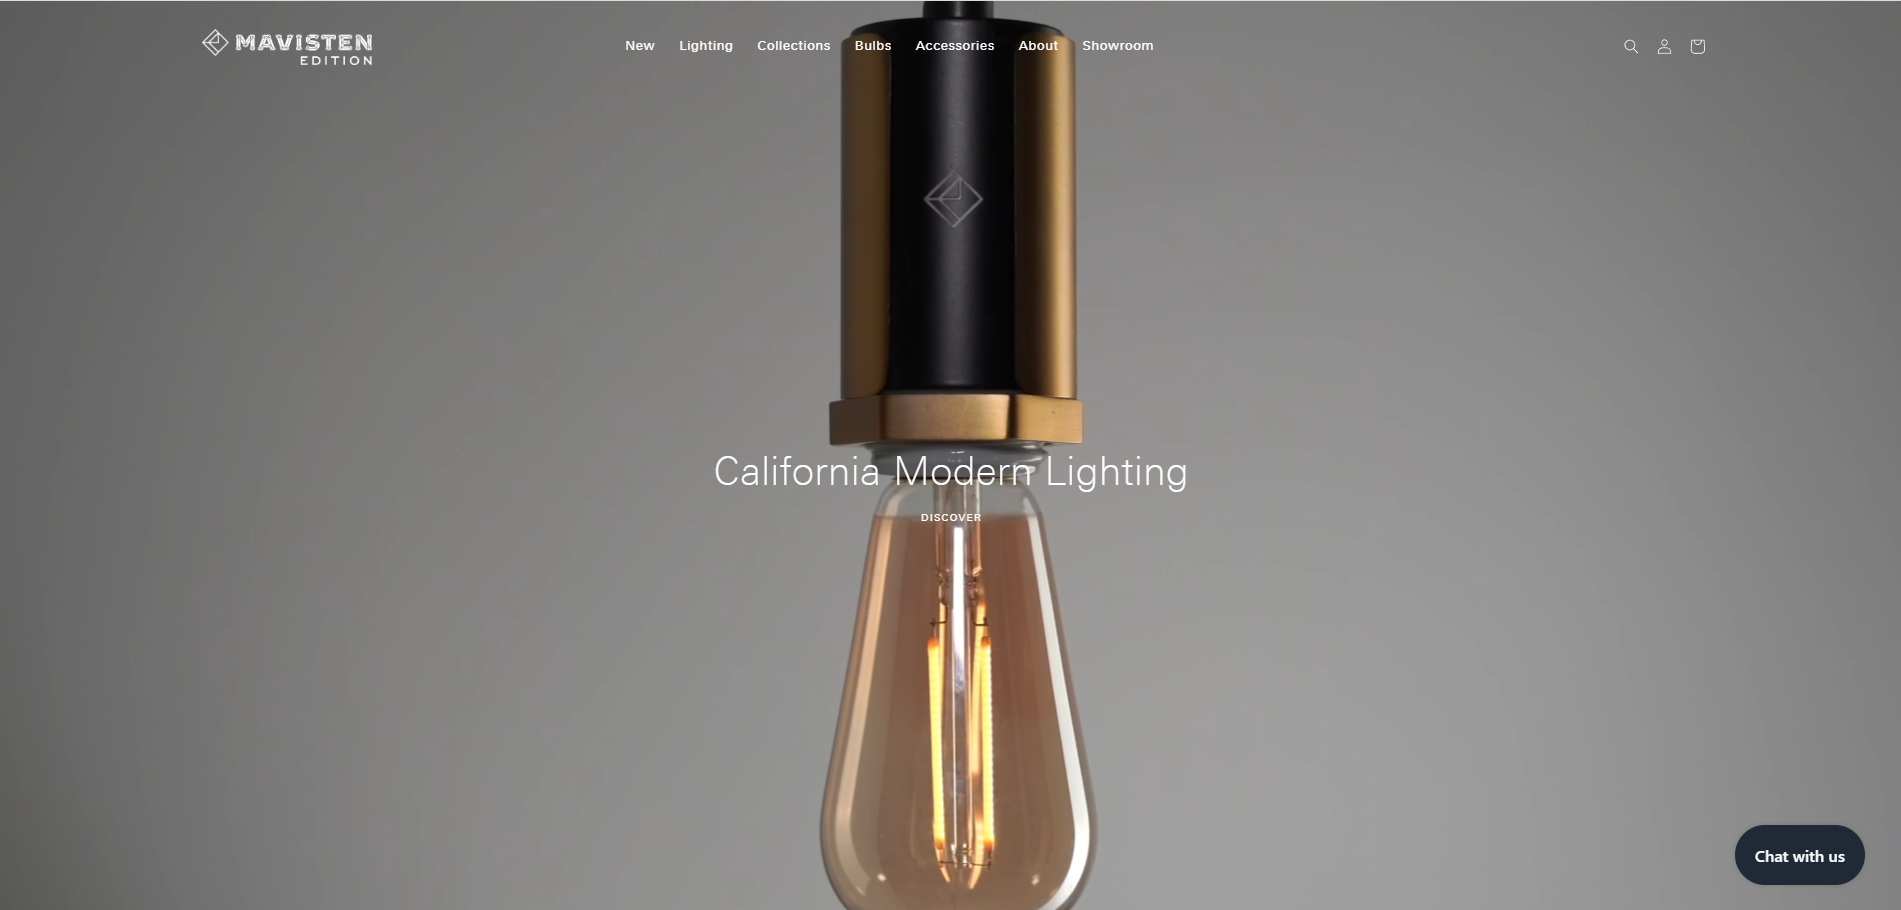 MAVISTEN
EDITION
New Lighting Collections Bulbs Accessories About Showroom
California Modern Lighting
DISCOVER
Chat with us